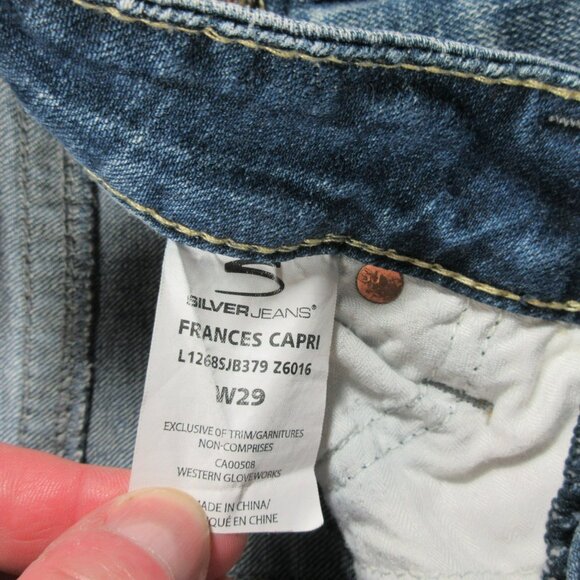 SILVERJEANS®
FRANCES CAPRI
L1268SJB379 Z6016
W29
EXCLUSIVE OF TRIM/GARNITURES
NON-COMPRISES
CA00508
WESTERN GLOVEWORKS
MADE IN CHINA/
EN CHINE